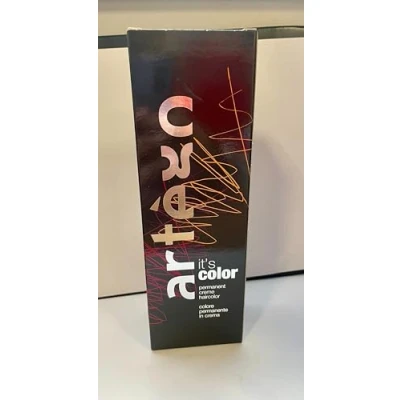 artègo
it's
color
permanent
creme
haircolor
colore
permanente
in crema